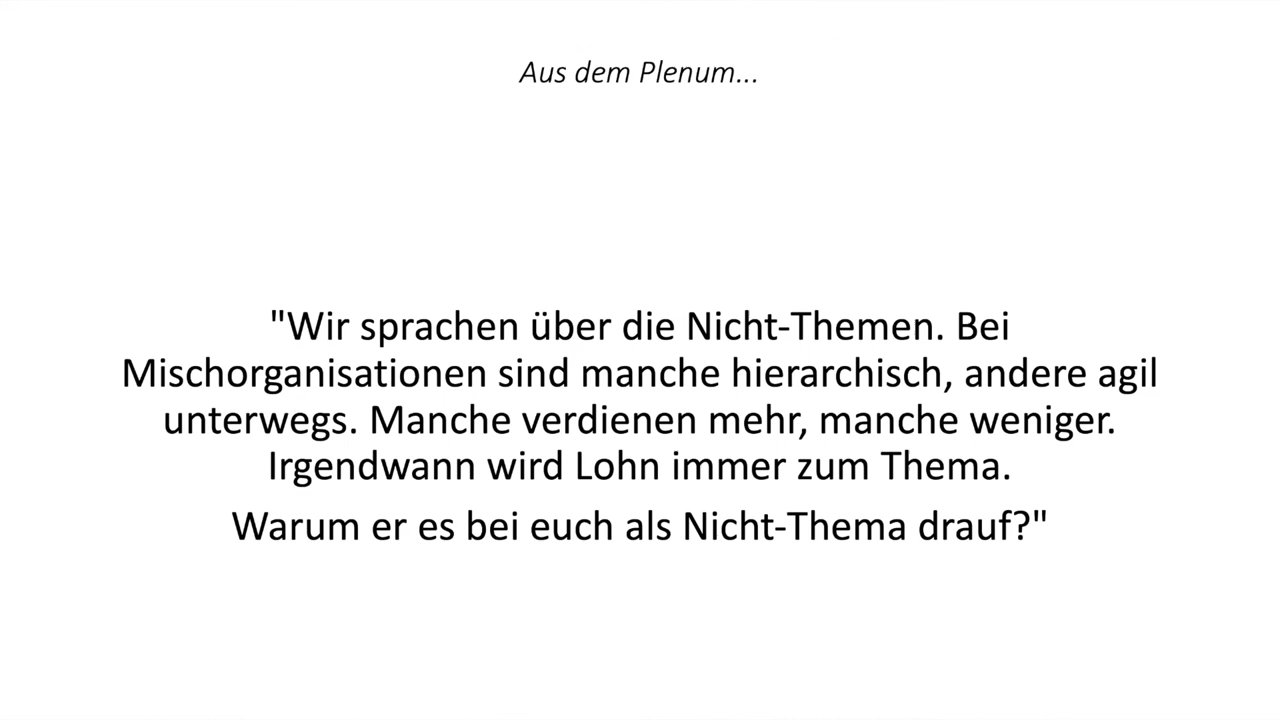 Aus dem Plenum...
"Wir sprachen über die Nicht-Themen. Bei
Mischorganisationen sind manche hierarchisch, andere agil
unterwegs. Manche verdienen mehr, manche weniger.
Irgendwann wird Lohn immer zum Thema.
Warum er es bei euch als Nicht-Thema drauf?"